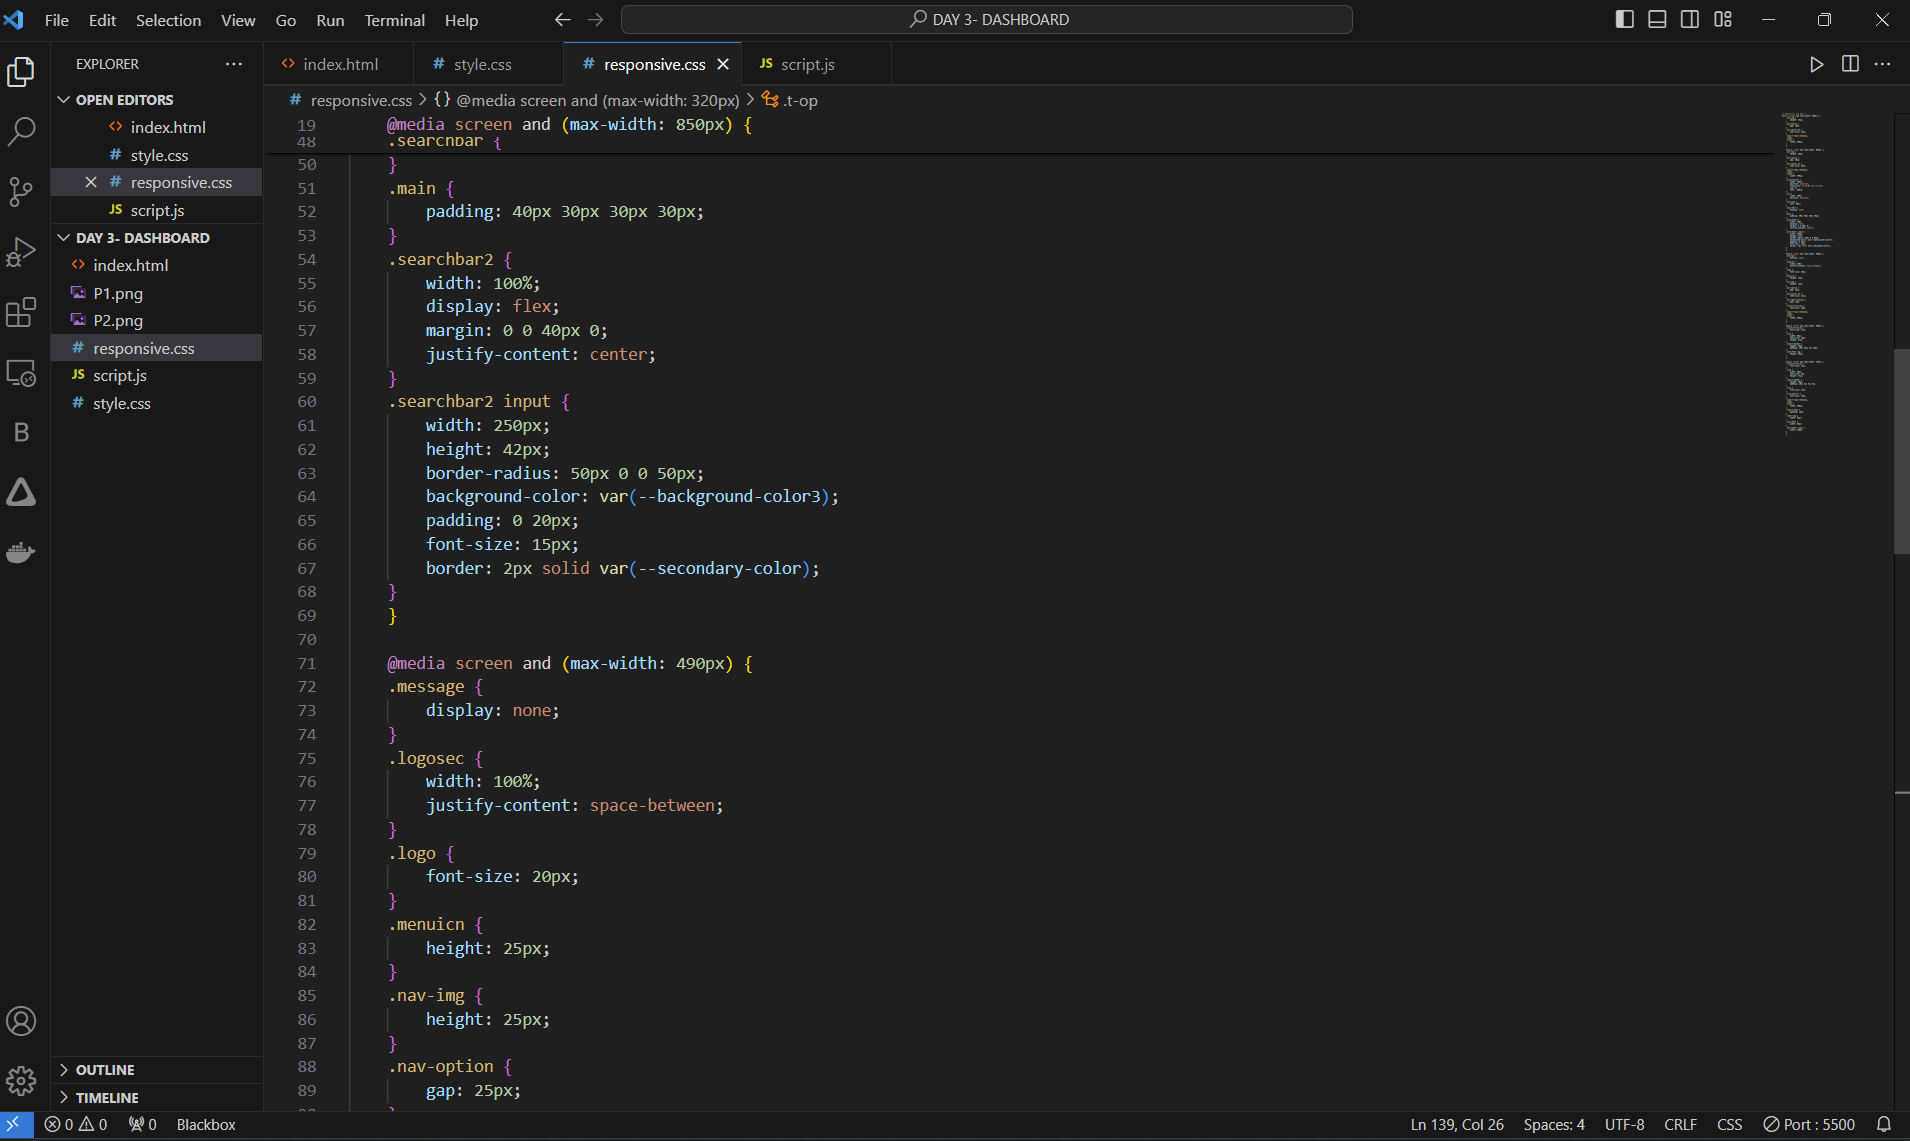 File Edit Selection View Go Run Terminal Help DAY 3- DASHBOARD
EXPLORER
index.html style.css responsive.css JS script.js
OPEN EDITORS
index.html
# style.css
# responsive.css
JS script.js
DAY 3- DASHBOARD
index.html
P1.png
P2.png
# responsive.css
JS script.js
# style.css
B
OUTLINE
TIMELINE
# responsive.css > {} @media screen and (max-width: 320px) > .t-op
19 @media screen and (max-width: 850px) {
48 .searchbar {
50 }
51 .main {
52 padding: 40px 30px 30px 30px;
53 }
54 .searchbar2 {
55 width: 100%;
56 display: flex;
57 margin: 0 0 40px 0;
58 justify-content: center;
59 }
60 .searchbar2 input {
61 width: 250px;
62 height: 42px;
63 border-radius: 50px 0 0 50px;
64 background-color: var(--background-color3);
65 padding: 0 20px;
66 font-size: 15px;
67 border: 2px solid var(--secondary-color);
68 }
69 }
70
71 @media screen and (max-width: 490px) {
72 .message {
73 display: none;
74 }
75 .logosec {
76 width: 100%;
77 justify-content: space-between;
78 }
79 .logo {
80 font-size: 20px;
81 }
82 .menuicn {
83 height: 25px;
84 }
85 .nav-img {
86 height: 25px;
87 }
88 .nav-option {
89 gap: 25px;
0 0 0 Blackbox Ln 139, Col 26 Spaces: 4 UTF-8 CRLF CSS Port : 5500